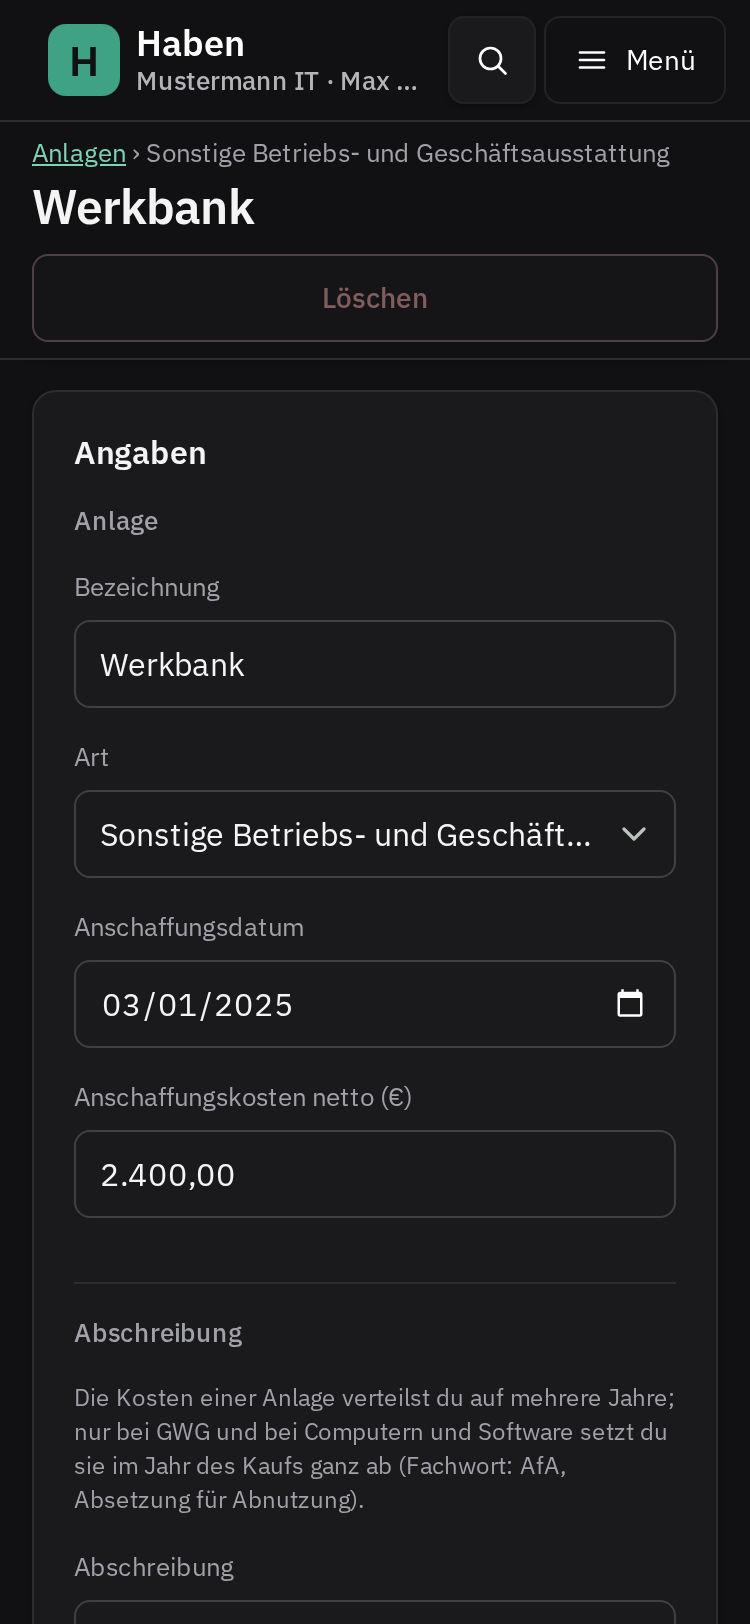 H
Haben
Mustermann IT · Max ...
Menü
Anlagen › Sonstige Betriebs- und Geschäftsausstattung
Werkbank
Löschen
Angaben
Anlage
Bezeichnung
Werkbank
Art
Sonstige Betriebs- und Geschäft...
Anschaffungsdatum
03/01/2025
Anschaffungskosten netto (€)
2.400,00
Abschreibung
Die Kosten einer Anlage verteilst du auf mehrere Jahre;
nur bei GWG und bei Computern und Software setzt du
sie im Jahr des Kaufs ganz ab (Fachwort: AfA,
Absetzung für Abnutzung).
Abschreibung